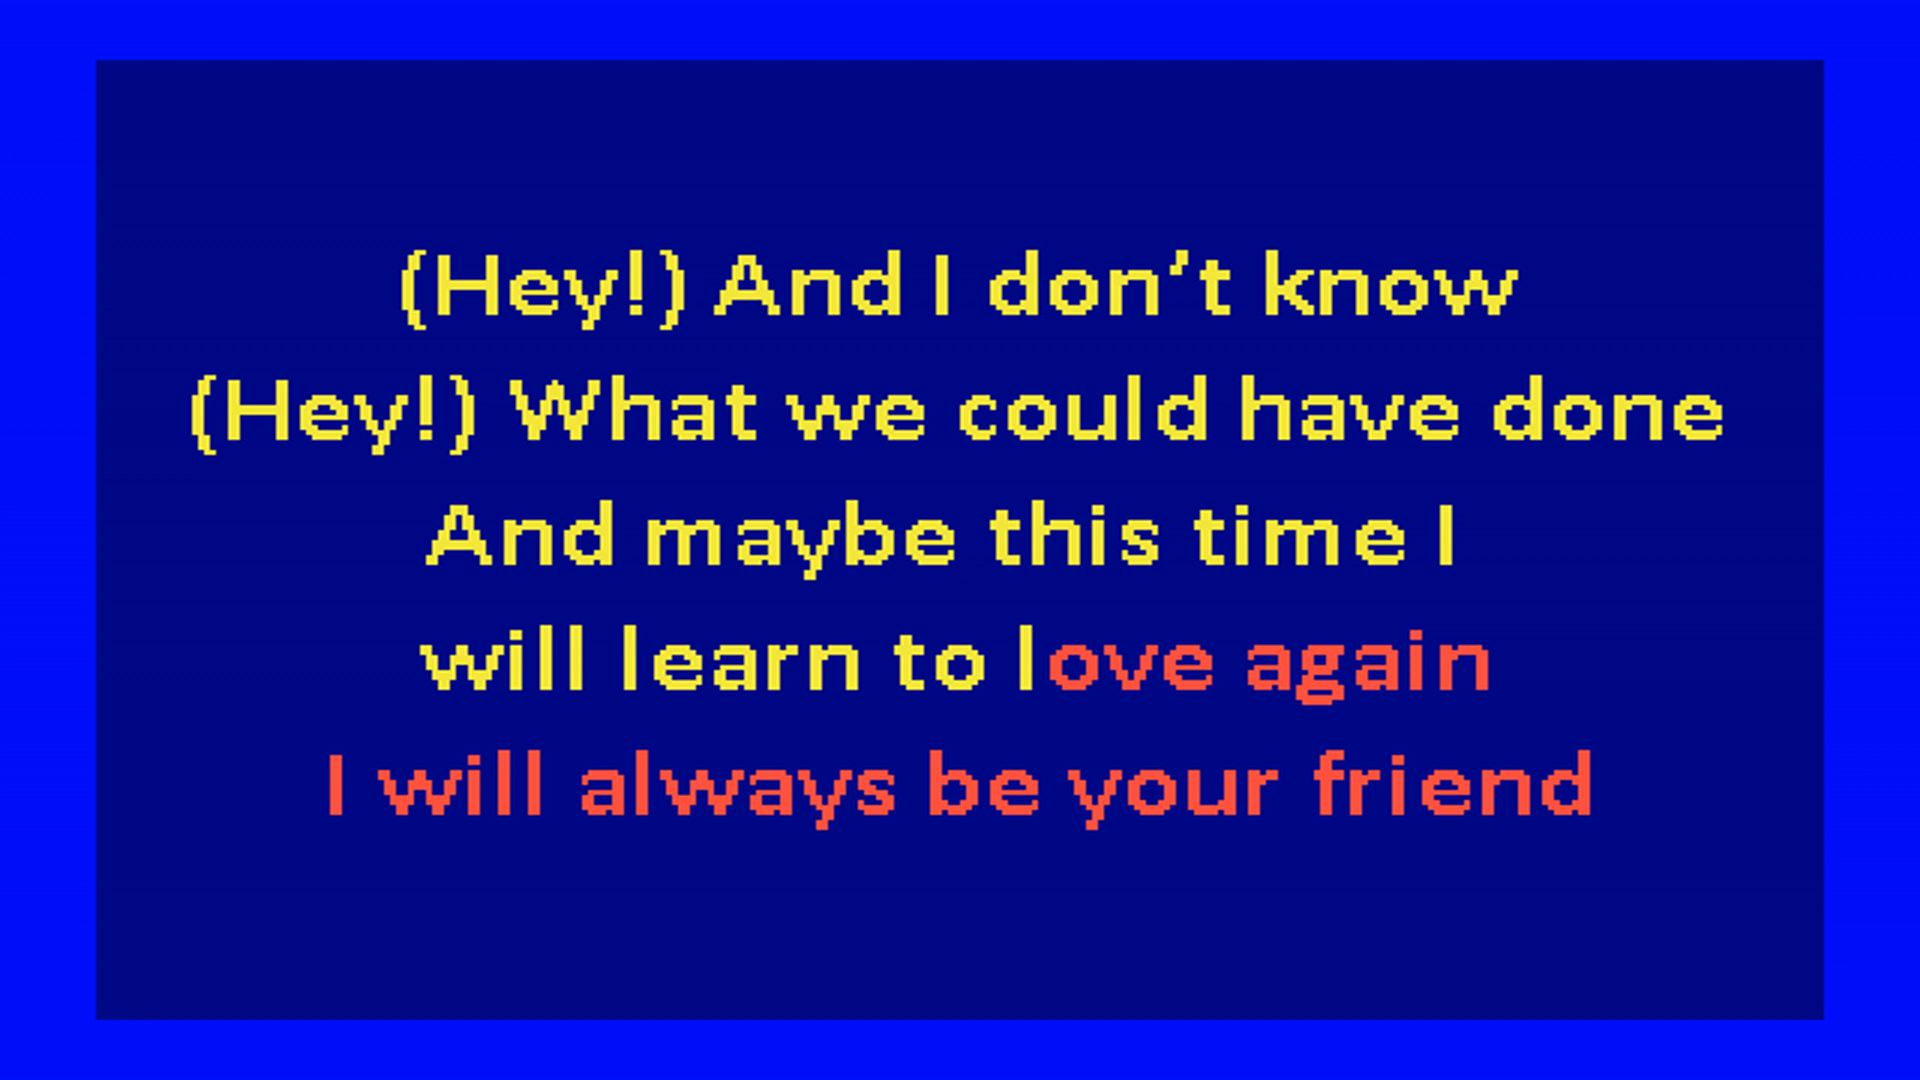 (Hey!) And I don't know
(Hey!) What we could have done
And maybe this time I
will learn to love again
I will always be your friend